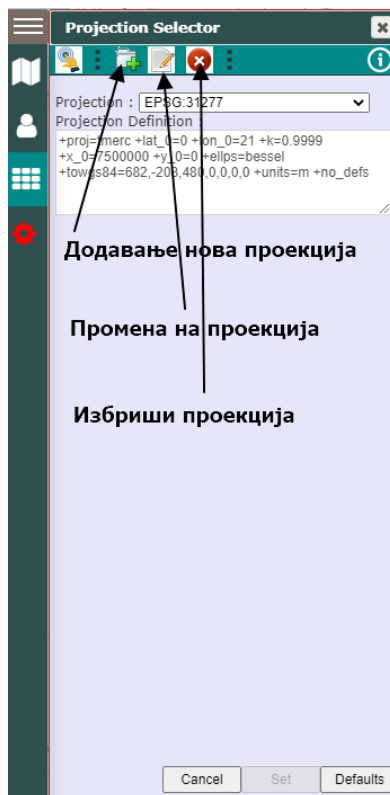 Projection Selector
Projection : EPSG:31277
Projection Definition :
+proj=tmerc +lat_0=0 +lon_0=21 +k=0.9999
+x_0=7500000 +y_0=0 +ellps=bessel
+towgs84=682,-203,480,0,0,0,0 +units=m +no_defs
Додавање нова проекција
Промена на проекција
Избриши проекција
Cancel Set Defaults